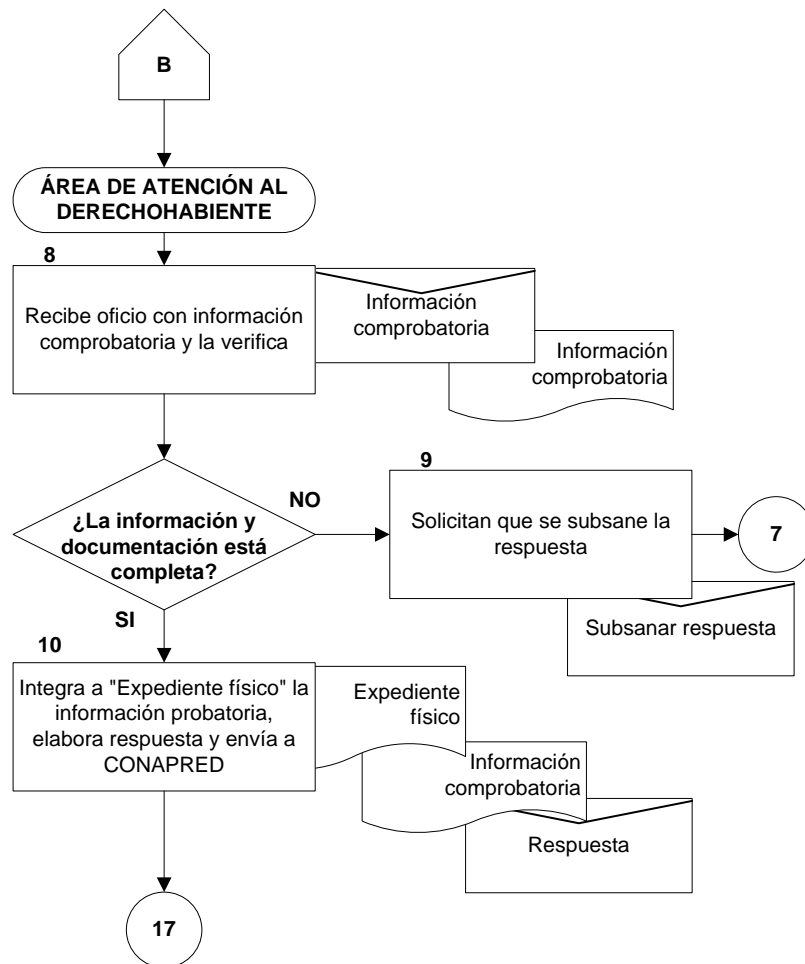 B
ÁREA DE ATENCIÓN AL
DERECHOHABIENTE
8
Recibe oficio con información
comprobatoria y la verifica
Información
comprobatoria
Información
comprobatoria
¿La información y
documentación está
completa?
NO
9
Solicitan que se subsane la
respuesta
7
Subsanar respuesta
SI
10
Integra a "Expediente físico" la
información probatoria,
elabora respuesta y envía a
CONAPRED
Expediente
físico
Información
comprobatoria
Respuesta
17